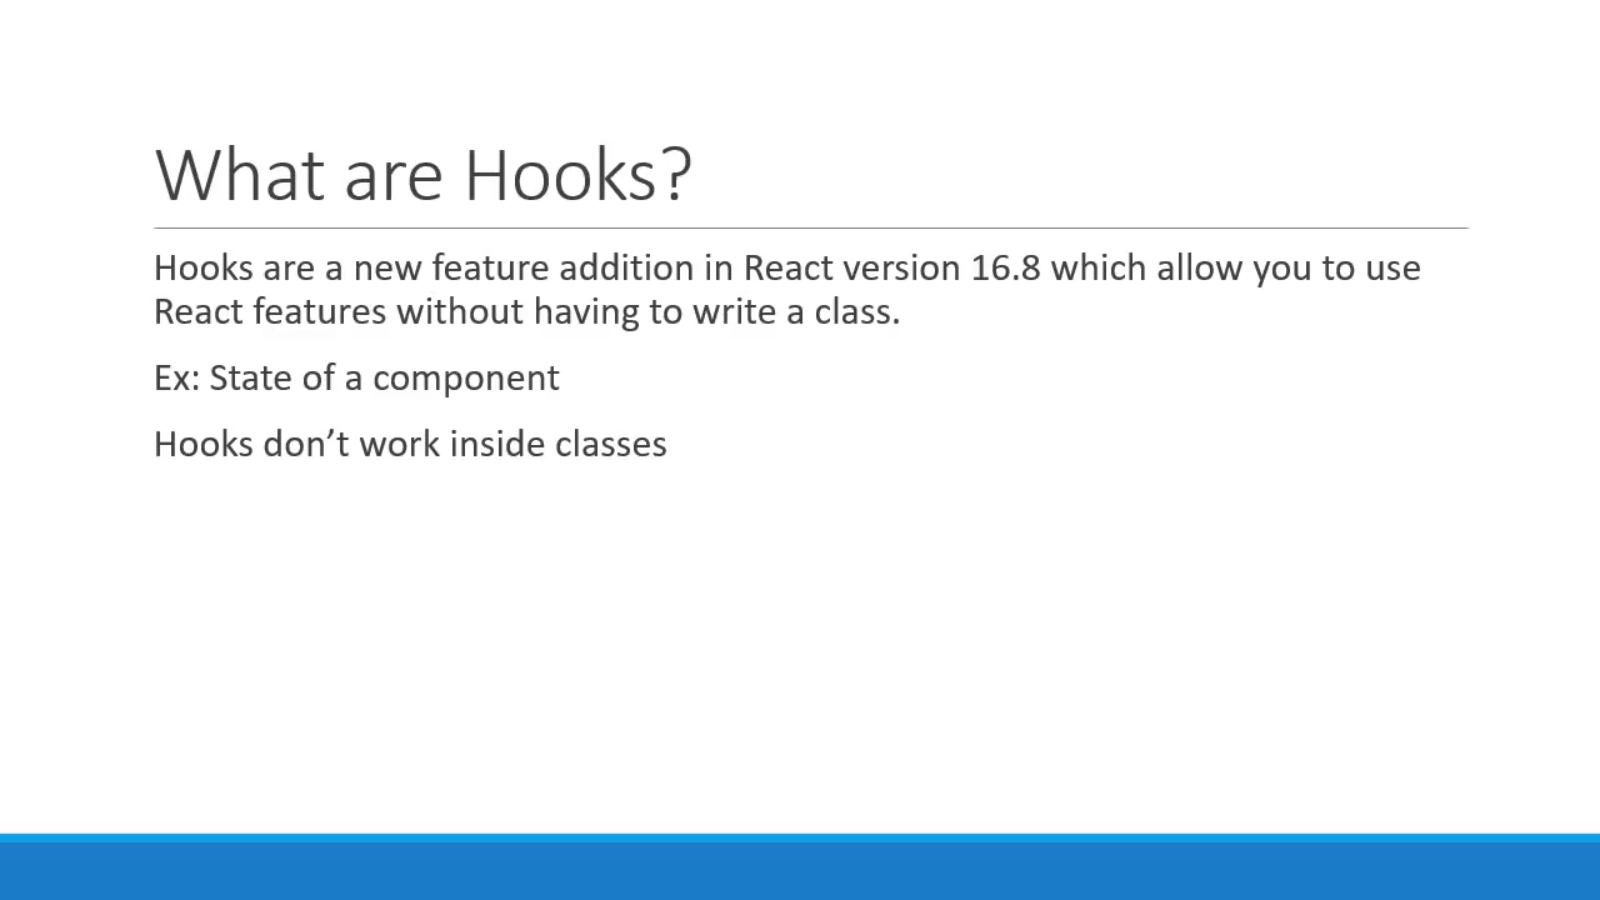 What are Hooks?
Hooks are a new feature addition in React version 16.8 which allow you to use
React features without having to write a class.
Ex: State of a component
Hooks don’t work inside classes